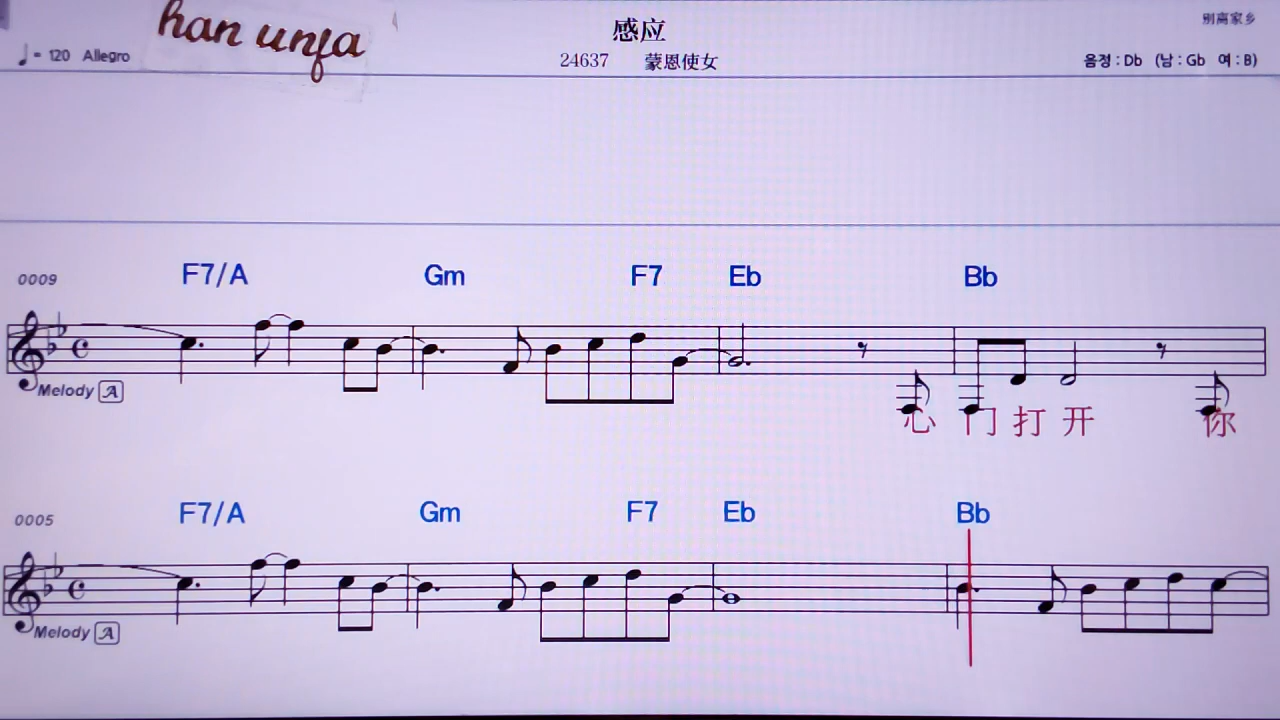 han unfa
感应
别离家乡
♩= 120 Allegro
24637 蒙恩使女
음정 : Db (남 : Gb 여 : B)
0009 F7/A Gm F7 Eb Bb
Melody A
心 门 打 开 你
0005 F7/A Gm F7 Eb Bb
Melody A